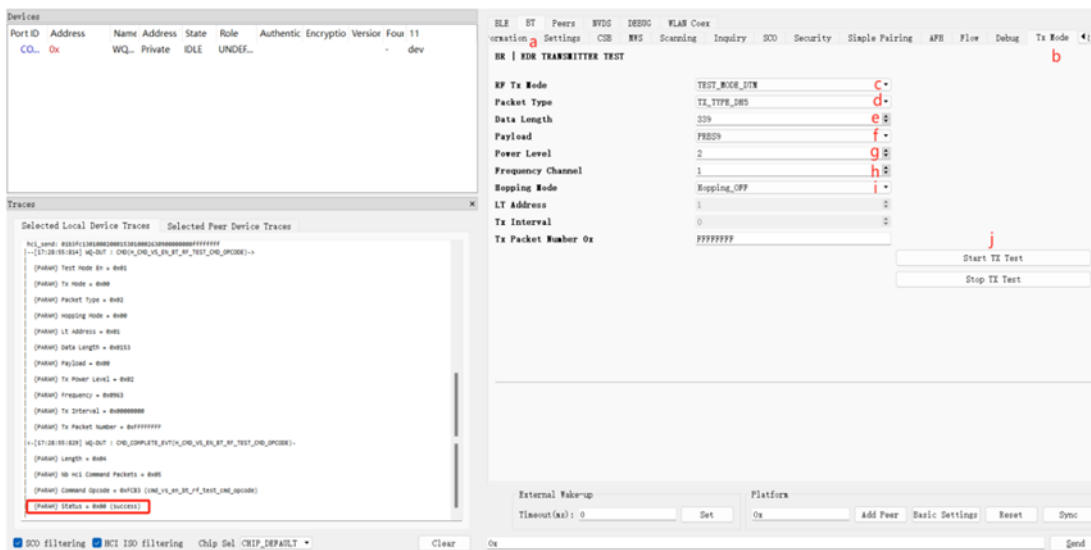 Devices
Port ID Address Name Address State Role Authentic Encryptio Version Four 11
CO... 0x WQ... Private IDLE UNDEF... - dev
Traces
Selected Local Device Traces Selected Peer Device Traces
|--[17:28:55:814] WQ-DUT : CMD(H_CMD_VS_EN_BT_RF_TEST_CMD_OPCODE)->
(PARAM) Test Mode En = 0x01
(PARAM) Tx Mode = 0x00
(PARAM) Packet Type = 0x02
(PARAM) Hopping Mode = 0x00
(PARAM) Lt Address = 0x01
(PARAM) Data Length = 0x0153
(PARAM) Payload = 0x00
(PARAM) Tx Power Level = 0x02
(PARAM) Frequency = 0x0963
(PARAM) Tx Interval = 0x00000000
(PARAM) Tx Packet Number = 0xFFFFFFFF
<-[17:28:55:829] WQ-DUT : CMD_COMPLETE_EVT(H_CMD_VS_EN_BT_RF_TEST_CMD_OPCODE)-
(PARAM) Length = 0x04
(PARAM) Nb Hci Command Packets = 0x05
(PARAM) Command Opcode = 0xFCB3 (cmd_vs_en_bt_rf_test_cmd_opcode)
(PARAM) Status = 0x00 (success)
SCO filtering HCI ISO filtering Chip Sel CHIP_DEFAULT Clear
BLE BT Peers NVDS DEBUG WLAN Coex
ormation Settings CSB NWS Scanning Inquiry SCO Security Simple Pairing AFH Flow Debug Tx Mode
a
b
BR | EDR TRANSMITTER TEST
RF Tx Mode TEST_MODE_DTM c
Packet Type TX_TYPE_DH5 d
Data Length 339 e
Payload PRBS9 f
Power Level 2 g
Frequency Channel 1 h
Hopping Mode Hopping_OFF i
LT Address 1
Tx Interval 0
Tx Packet Number 0x FFFFFFFF
j
Start TX Test
Stop TX Test
External Wake-up Platform
Timeout(ms): 0 Set 0x Add Peer Basic Settings Reset Sync
0x Send